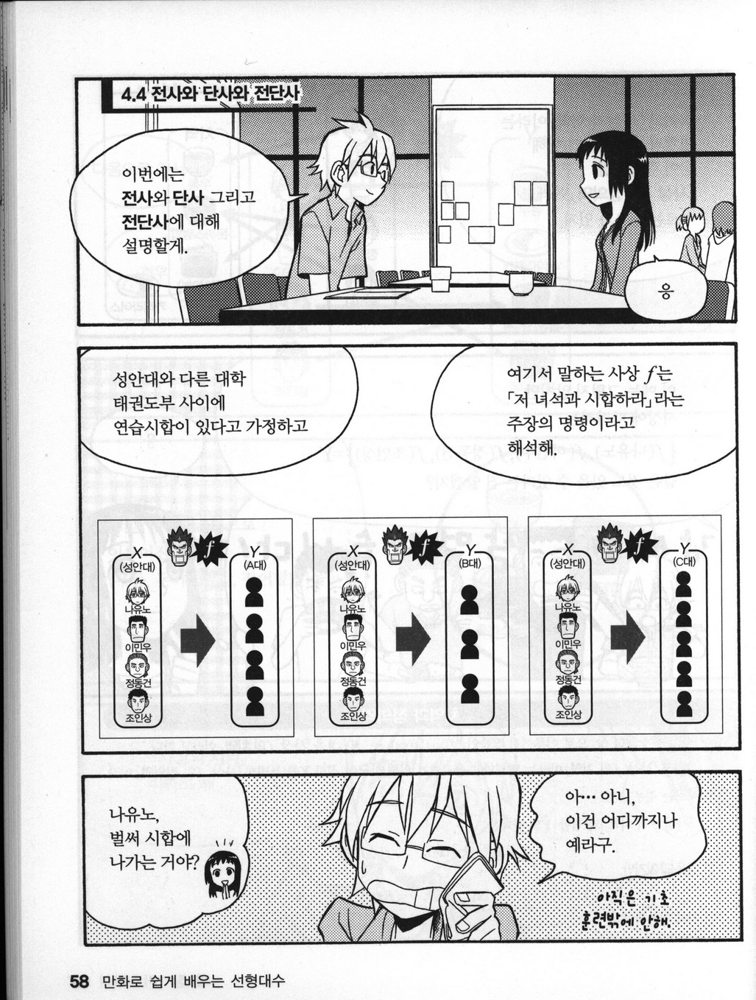 4.4 전사와 단사와 전단사
이번에는
전사와 단사 그리고
전단사에 대해
설명할게.
응
성안대와 다른 대학
태권도부 사이에
연습시합이 있다고 가정하고
여기서 말하는 사상 f는
「저 녀석과 시합하라」라는
주장의 명령이라고
해석해.
X
(성안대)
나유노
이민우
정동건
조인상
f
Y
(A대)
X
(성안대)
나유노
이민우
정동건
조인상
f
Y
(B대)
X
(성안대)
나유노
이민우
정동건
조인상
f
Y
(C대)
나유노,
벌써 시합에
나가는 거야?
아… 아니,
이건 어디까지나
예라구.
아직은 기초
훈련밖에 안해.
58 만화로 쉽게 배우는 선형대수